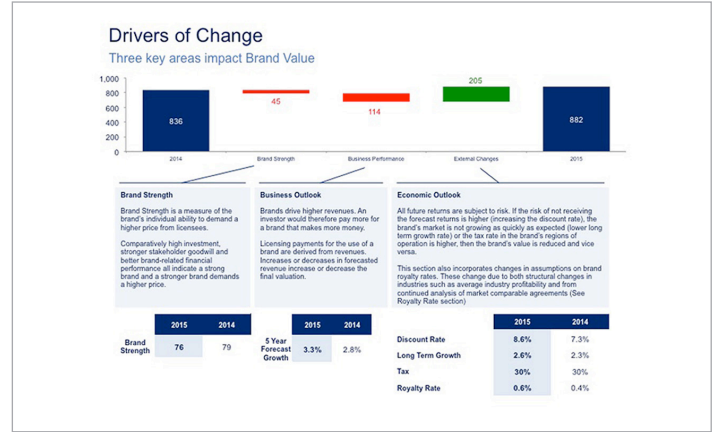 Drivers of Change
Three key areas impact Brand Value
1,000
800
600
400
200
0
836
45
114
205
882
2014
Brand Strength
Business Performance
External Changes
2015
Brand Strength
Brand Strength is a measure of the
brand's individual ability to demand a
higher price from licensees.
Comparatively high investment,
stronger stakeholder goodwill and
better brand-related financial
performance all indicate a strong
brand and a stronger brand demands
a higher price.
Business Outlook
Brands drive higher revenues. An
investor would therefore pay more for
a brand that makes more money.
Licensing payments for the use of a
brand are derived from revenues.
Increases or decreases in forecasted
revenue increase or decrease the
final valuation.
Economic Outlook
All future returns are subject to risk. If the risk of not receiving
the forecast returns is higher (increasing the discount rate), the
brand's market is not growing as quickly as expected (lower long
term growth rate) or the tax rate in the brand's regions of
operation is higher, then the brand's value is reduced and vice
versa.
This section also incorporates changes in assumptions on brand
royalty rates. These change due to both structural changes in
industries such as average industry profitability and from
continued analysis of market comparable agreements (See
Royalty Rate section)
2015 2014
Brand Strength 76 79
2015 2014
5 Year Forecast Growth 3.3% 2.8%
2015 2014
Discount Rate 8.6% 7.3%
Long Term Growth 2.6% 2.3%
Tax 30% 30%
Royalty Rate 0.6% 0.4%